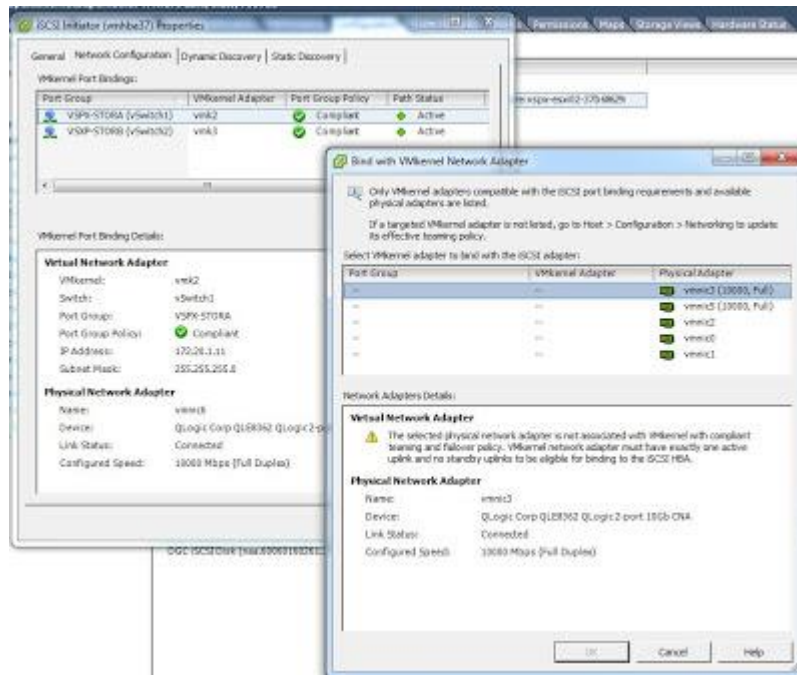 iSCSI Initiator (vmhba37) Properties
Permissions Maps Storage Views Hardware Status
General Network Configuration Dynamic Discovery Static Discovery
VMkernel Port Bindings:
Port Group VMkernel Adapter Port Group Policy Path Status
VSPX-STORA (vSwitch1) vmk2 Compliant Active
VSXP-STORB (vSwitch2) vmk3 Compliant Active
VMkernel Port Binding Details:
Virtual Network Adapter
VMkernel: vmk2
Switch: vSwitch1
Port Group: VSPX-STORA
Port Group Policy: Compliant
IP Address: 172.20.1.11
Subnet Mask: 255.255.255.0
Physical Network Adapter
Name:
Device: QLogic Corp QLE8362 QLogic 2-po
Link Status: Connected
Configured Speed: 10000 Mbps (Full Duplex)
DGC iSCSI Disk
Bind with VMkernel Network Adapter
Only VMkernel adapters compatible with the iSCSI port binding requirements and available
physical adapters are listed.
If a targeted VMkernel adapter is not listed, go to Host > Configuration > Networking to update
its effective teaming policy.
Select VMkernel adapter to bind with the iSCSI adapter:
Port Group VMkernel Adapter Physical Adapter
-- -- vmnic3 (10000, Full)
-- -- vmnic5 (10000, Full)
-- -- vmnic2
-- -- vmnic0
-- -- vmnic1
Network Adapters Details:
Virtual Network Adapter
The selected physical network adapter is not associated with VMkernel with compliant
teaming and failover policy. VMkernel network adapter must have exactly one active
uplink and no standby uplinks to be eligible for binding to the iSCSI HBA.
Physical Network Adapter
Name: vmnic3
Device: QLogic Corp QLE8362 QLogic 2-port 10Gb CNA
Link Status: Connected
Configured Speed: 10000 Mbps (Full Duplex)
OK Cancel Help